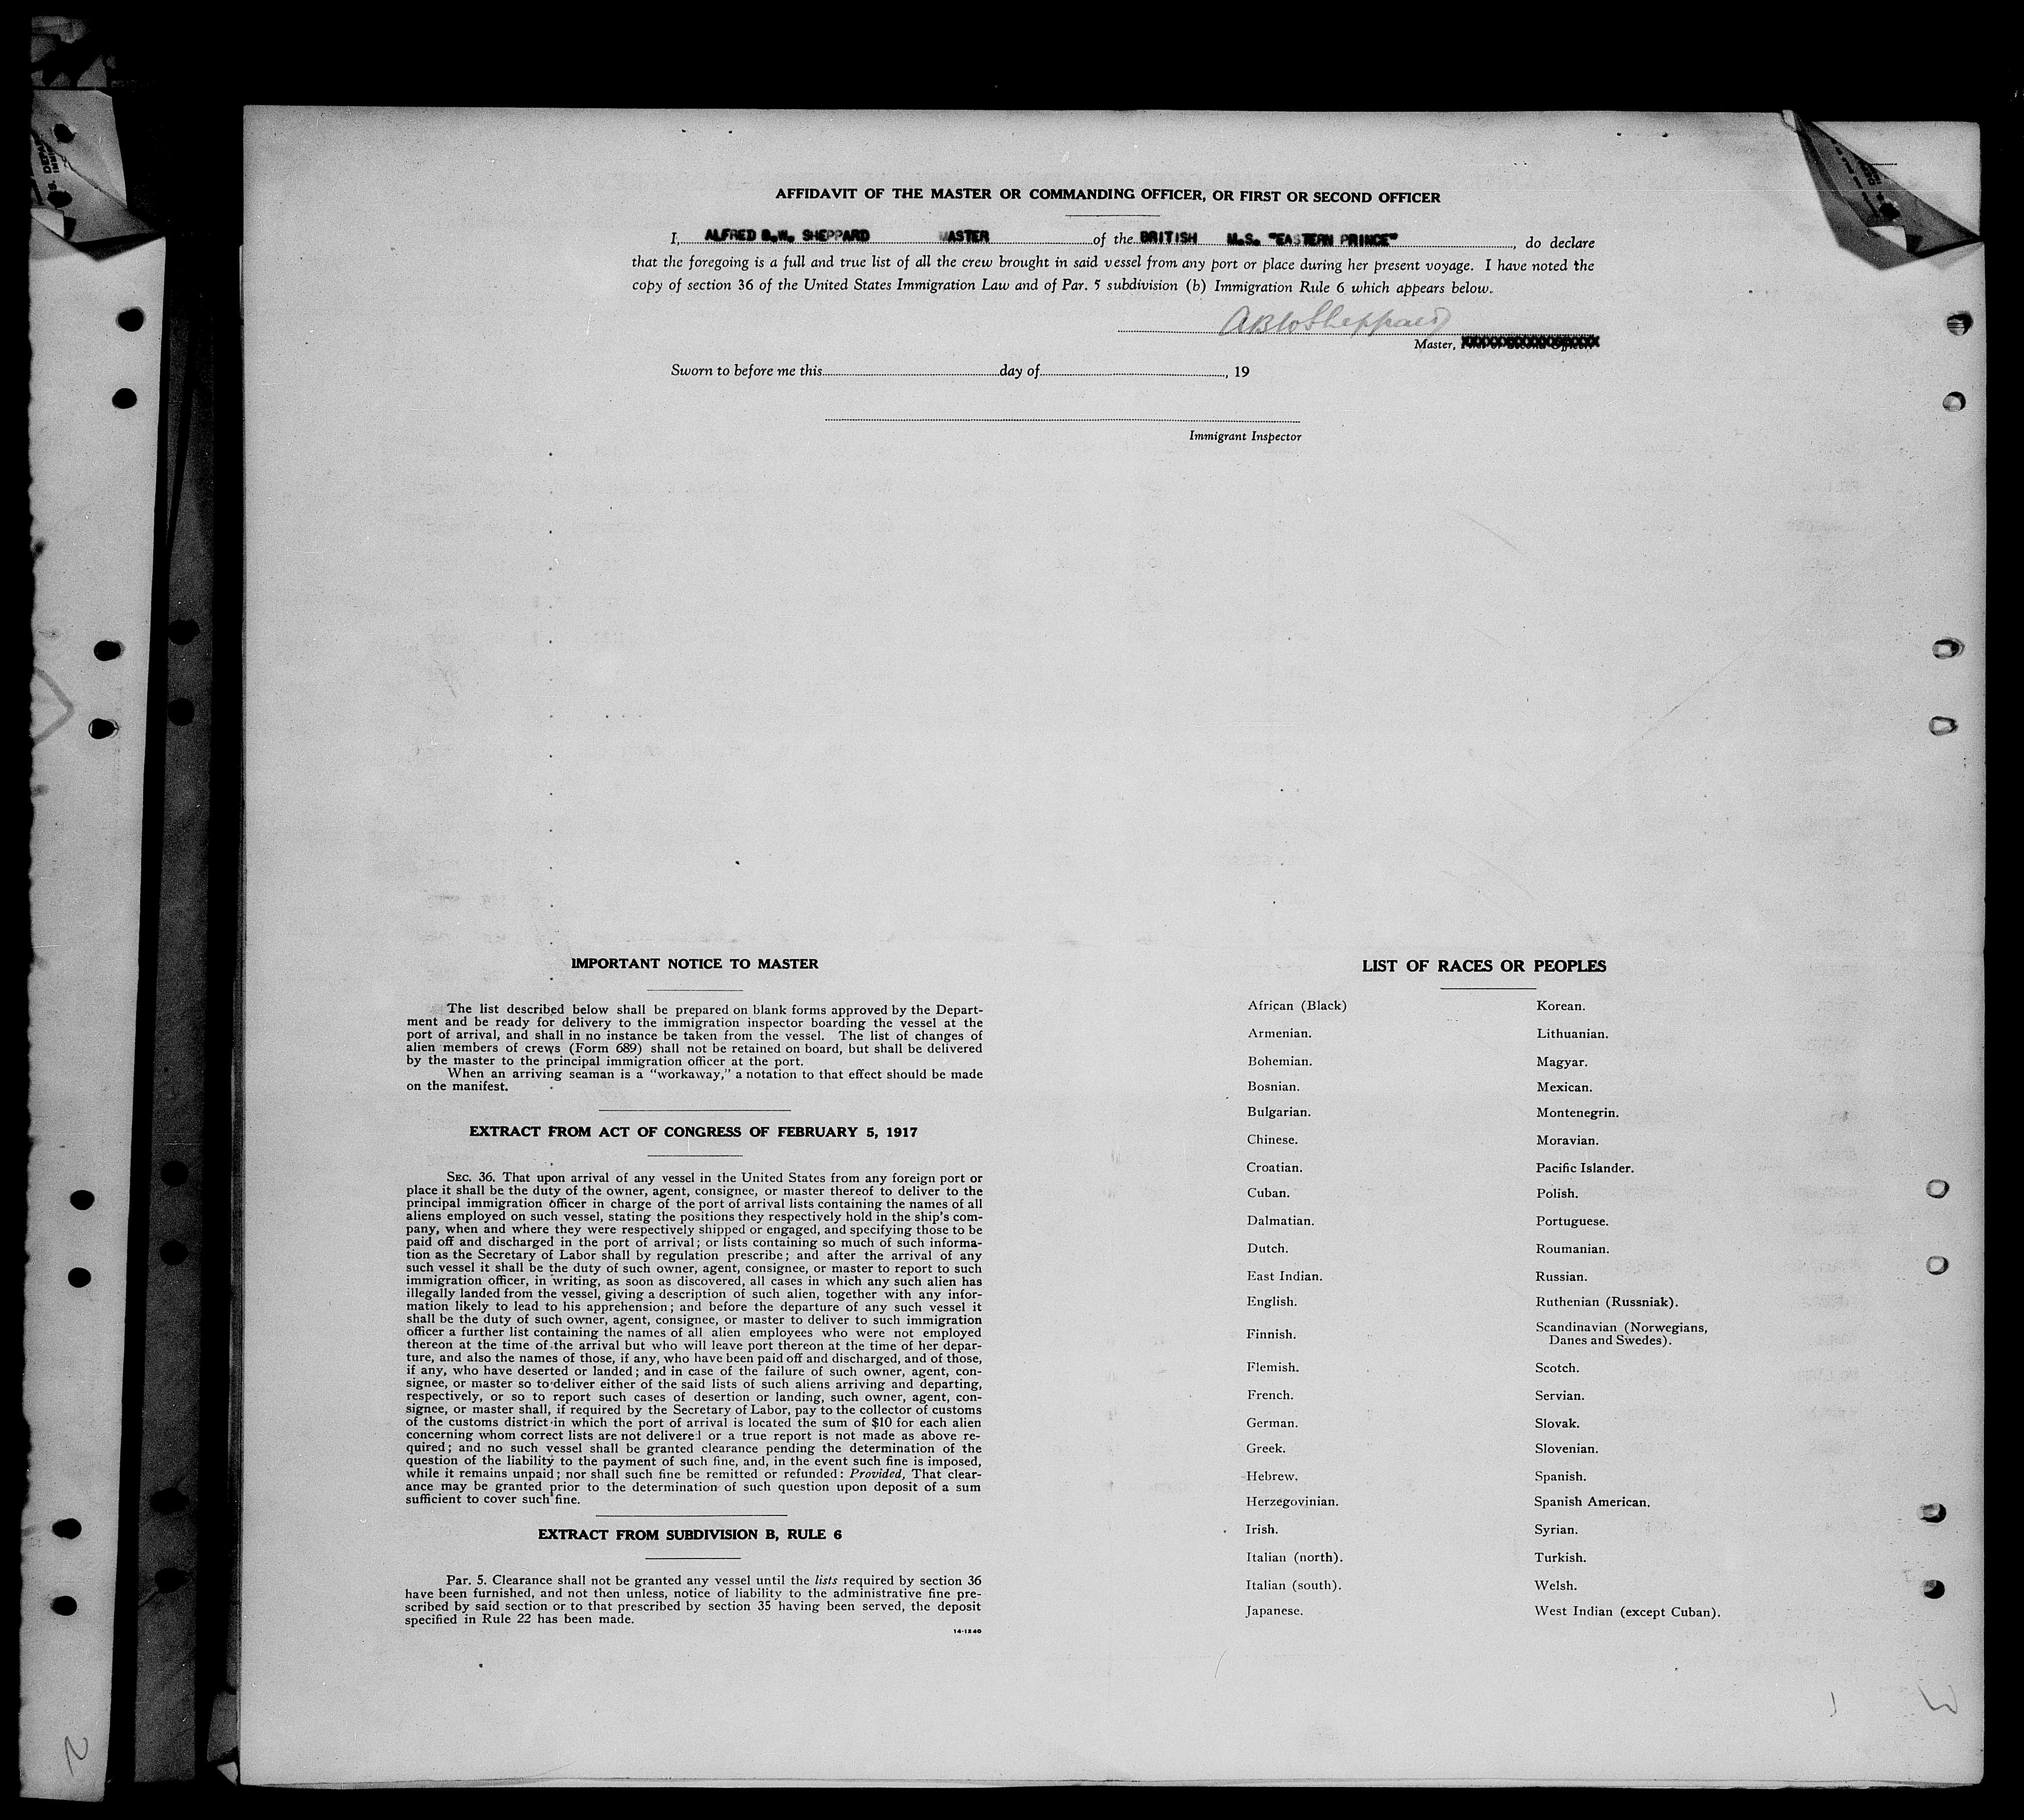 AFFIDAVIT OF THE MASTER OR COMMANDING OFFICER, OR FIRST OR SECOND OFFICER
I, ALFRED B.W. SHEPPARD MASTER of the BRITISH M.S. "EASTERN PRINCE", do declare
that the foregoing is a full and true list of all the crew brought in said vessel from any port or place during her present voyage. I have noted the
copy of section 36 of the United States Immigration Law and of Par. 5 subdivision (b) Immigration Rule 6 which appears below.
ABWSheppard
Master,
Sworn to before me this day of , 19
Immigrant Inspector
IMPORTANT NOTICE TO MASTER
The list described below shall be prepared on blank forms approved by the Depart-
ment and be ready for delivery to the immigration inspector boarding the vessel at the
port of arrival, and shall in no instance be taken from the vessel. The list of changes of
alien members of crews (Form 689) shall not be retained on board, but shall be delivered
by the master to the principal immigration officer at the port.
When an arriving seaman is a "workaway," a notation to that effect should be made
on the manifest.
EXTRACT FROM ACT OF CONGRESS OF FEBRUARY 5, 1917
SEC. 36. That upon arrival of any vessel in the United States from any foreign port or
place it shall be the duty of the owner, agent, consignee, or master thereof to deliver to the
principal immigration officer in charge of the port of arrival lists containing the names of all
aliens employed on such vessel, stating the positions they respectively hold in the ship's com-
pany, when and where they were respectively shipped or engaged, and specifying those to be
paid off and discharged in the port of arrival; or lists containing so much of such informa-
tion as the Secretary of Labor shall by regulation prescribe; and after the arrival of any
such vessel it shall be the duty of such owner, agent, consignee, or master to report to such
immigration officer, in writing, as soon as discovered, all cases in which any such alien has
illegally landed from the vessel, giving a description of such alien, together with any infor-
mation likely to lead to his apprehension; and before the departure of any such vessel it
shall be the duty of such owner, agent, consignee, or master to deliver to such immigration
officer a further list containing the names of all alien employees who were not employed
thereon at the time of the arrival but who will leave port thereon at the time of her depar-
ture, and also the names of those, if any, who have been paid off and discharged, and of those,
if any, who have deserted or landed; and in case of the failure of such owner, agent, con-
signee, or master so to deliver either of the said lists of such aliens arriving and departing,
respectively, or so to report such cases of desertion or landing, such owner, agent, con-
signee, or master shall, if required by the Secretary of Labor, pay to the collector of customs
of the customs district in which the port of arrival is located the sum of $10 for each alien
concerning whom correct lists are not delivered or a true report is not made as above re-
quired; and no such vessel shall be granted clearance pending the determination of the
question of the liability to the payment of such fine, and, in the event such fine is imposed,
while it remains unpaid; nor shall such fine be remitted or refunded: Provided, That clear-
ance may be granted prior to the determination of such question upon deposit of a sum
sufficient to cover such fine.
EXTRACT FROM SUBDIVISION B, RULE 6
Par. 5. Clearance shall not be granted any vessel until the lists required by section 36
have been furnished, and not then unless, notice of liability to the administrative fine pre-
scribed by said section or to that prescribed by section 35 having been served, the deposit
specified in Rule 22 has been made.
14-1240
LIST OF RACES OR PEOPLES
African (Black)
Armenian.
Bohemian.
Bosnian.
Bulgarian.
Chinese.
Croatian.
Cuban.
Dalmatian.
Dutch.
East Indian.
English.
Finnish.
Flemish.
French.
German.
Greek.
Hebrew.
Herzegovinian.
Irish.
Italian (north).
Italian (south).
Japanese.
Korean.
Lithuanian.
Magyar.
Mexican.
Montenegrin.
Moravian.
Pacific Islander.
Polish.
Portuguese.
Roumanian.
Russian.
Ruthenian (Russniak).
Scandinavian (Norwegians,
Danes and Swedes).
Scotch.
Servian.
Slovak.
Slovenian.
Spanish.
Spanish American.
Syrian.
Turkish.
Welsh.
West Indian (except Cuban).
2
3